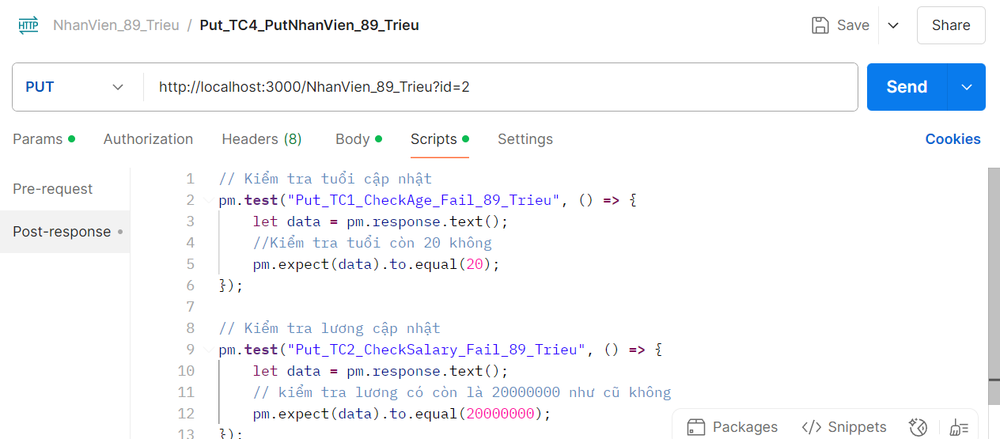 HTTP NhanVien_89_Trieu / Put_TC4_PutNhanVien_89_Trieu Save Share
PUT http://localhost:3000/NhanVien_89_Trieu?id=2 Send
Params Authorization Headers (8) Body Scripts Settings Cookies
Pre-request
Post-response
1 // Kiểm tra tuổi cập nhật
2 pm.test("Put_TC1_CheckAge_Fail_89_Trieu", () => {
3 let data = pm.response.text();
4 //Kiểm tra tuổi còn 20 không
5 pm.expect(data).to.equal(20);
6 });
7
8 // Kiểm tra lương cập nhật
9 pm.test("Put_TC2_CheckSalary_Fail_89_Trieu", () => {
10 let data = pm.response.text();
11 // kiểm tra lương có còn là 20000000 như cũ không
12 pm.expect(data).to.equal(20000000);
13 });
Packages </> Snippets